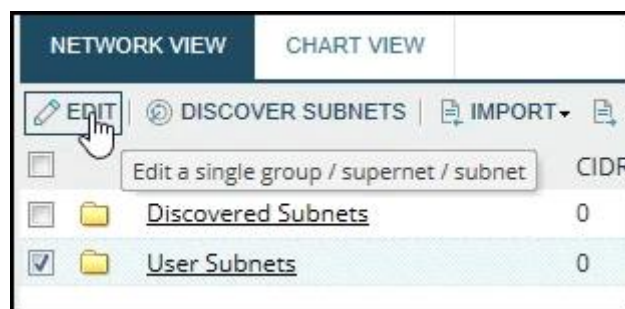 NETWORK VIEW CHART VIEW
EDIT | DISCOVER SUBNETS | IMPORT
Edit a single group / supernet / subnet CIDR
Discovered Subnets 0
User Subnets 0